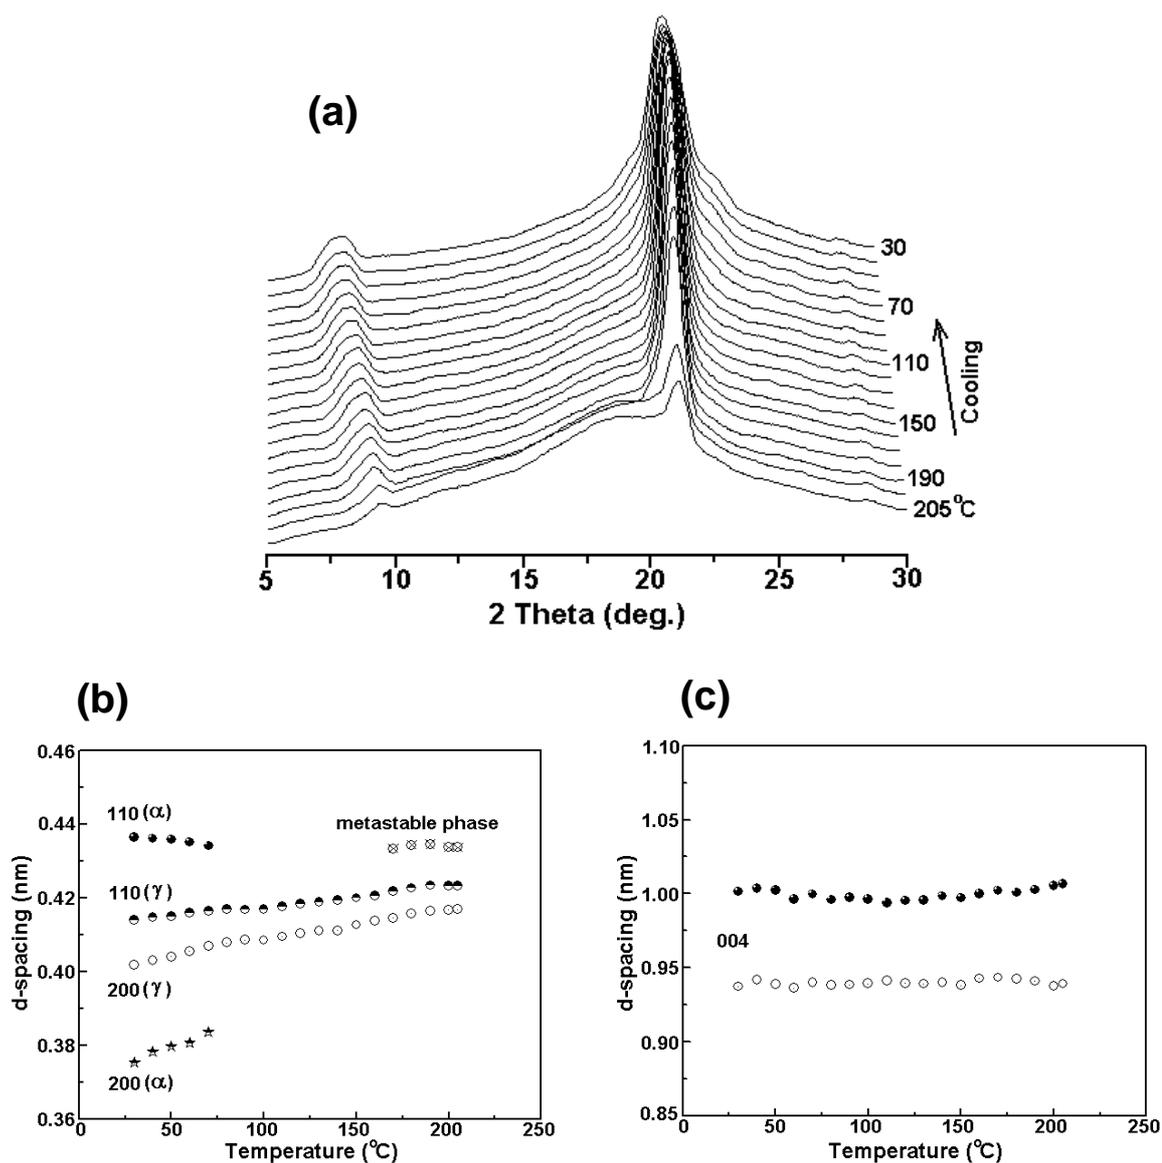 (a)
30
70
110
150
190
205°C
Cooling
5 10 15 20 25 30
2 Theta (deg.)
(b)
0.46
0.44
0.42
0.40
0.38
0.36
d-spacing (nm)
110 (α)
metastable phase
110 (γ)
200 (γ)
200 (α)
0 50 100 150 200 250
Temperature (°C)
(c)
1.10
1.05
1.00
0.95
0.90
0.85
d-spacing (nm)
004
0 50 100 150 200 250
Temperature (°C)